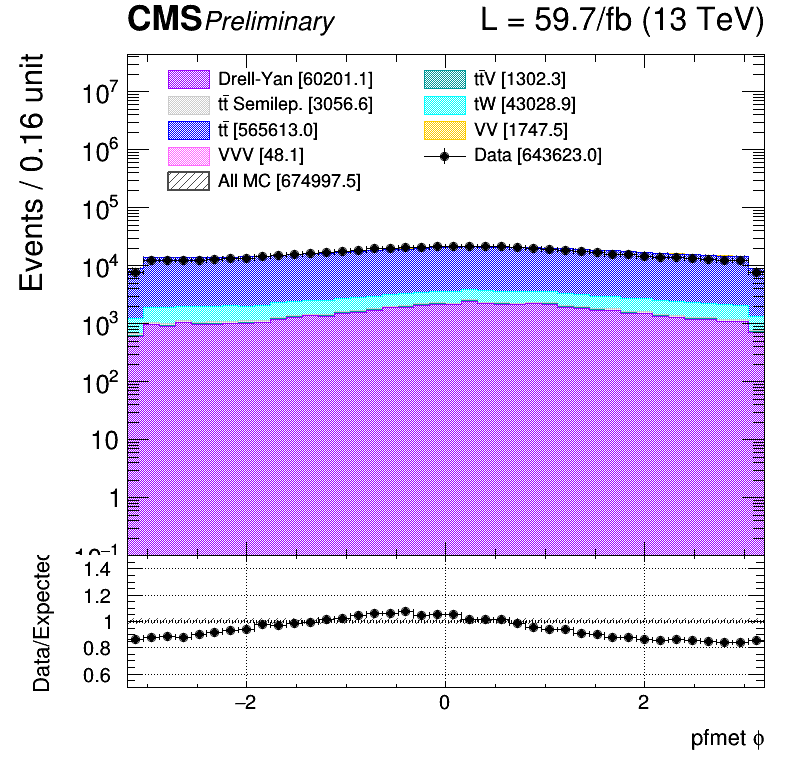 CMS Preliminary L = 59.7/fb (13 TeV)
Events / 0.16 unit
Drell-Yan [60201.1]
tt̄ Semilep. [3056.6]
tt̄ [565613.0]
VVV [48.1]
All MC [674997.5]
tt̄V [1302.3]
tW [43028.9]
VV [1747.5]
Data [643623.0]
10⁷
10⁶
10⁵
10⁴
10³
10²
10
1
10⁻¹
Data/Expected
1.4
1.2
1
0.8
0.6
−2 0 2
pfmet ϕ